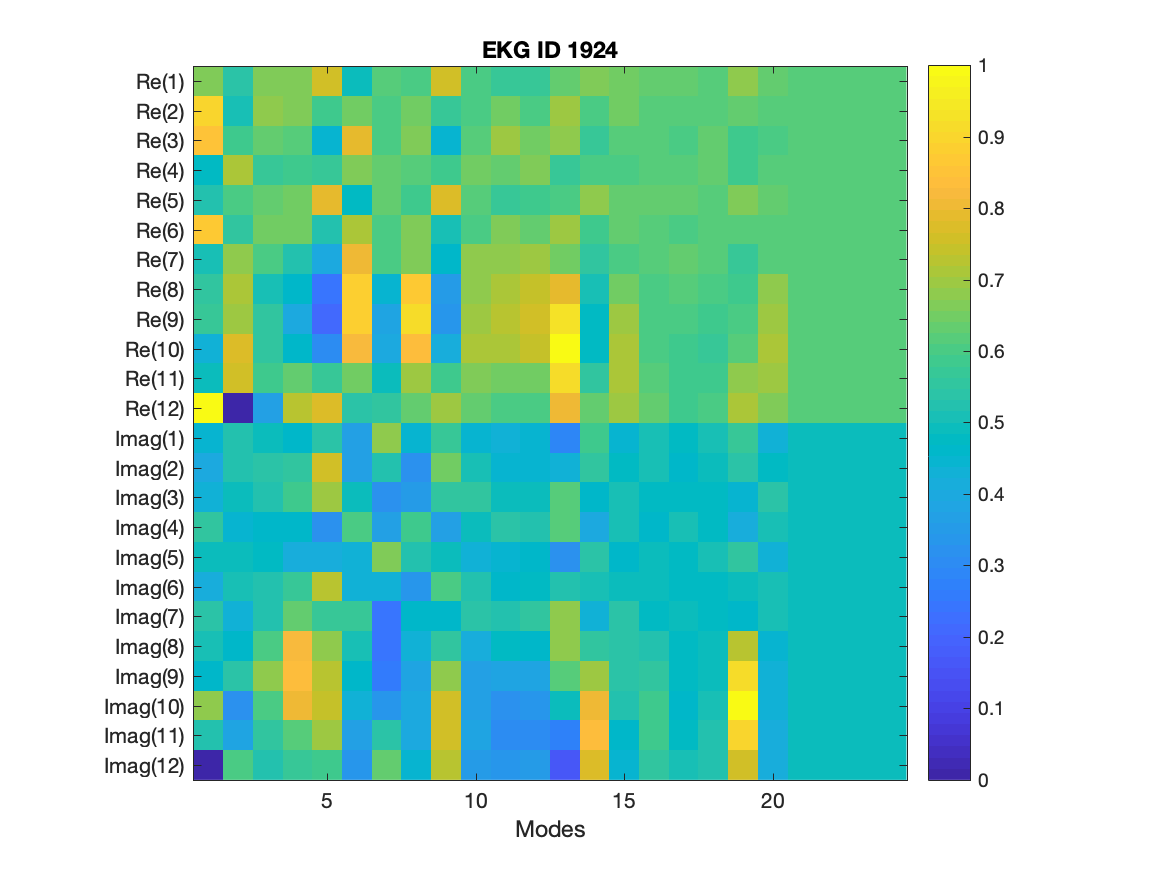 EKG ID 1924
Re(1)
Re(2)
Re(3)
Re(4)
Re(5)
Re(6)
Re(7)
Re(8)
Re(9)
Re(10)
Re(11)
Re(12)
Imag(1)
Imag(2)
Imag(3)
Imag(4)
Imag(5)
Imag(6)
Imag(7)
Imag(8)
Imag(9)
Imag(10)
Imag(11)
Imag(12)
5 10 15 20
Modes
1
0.9
0.8
0.7
0.6
0.5
0.4
0.3
0.2
0.1
0